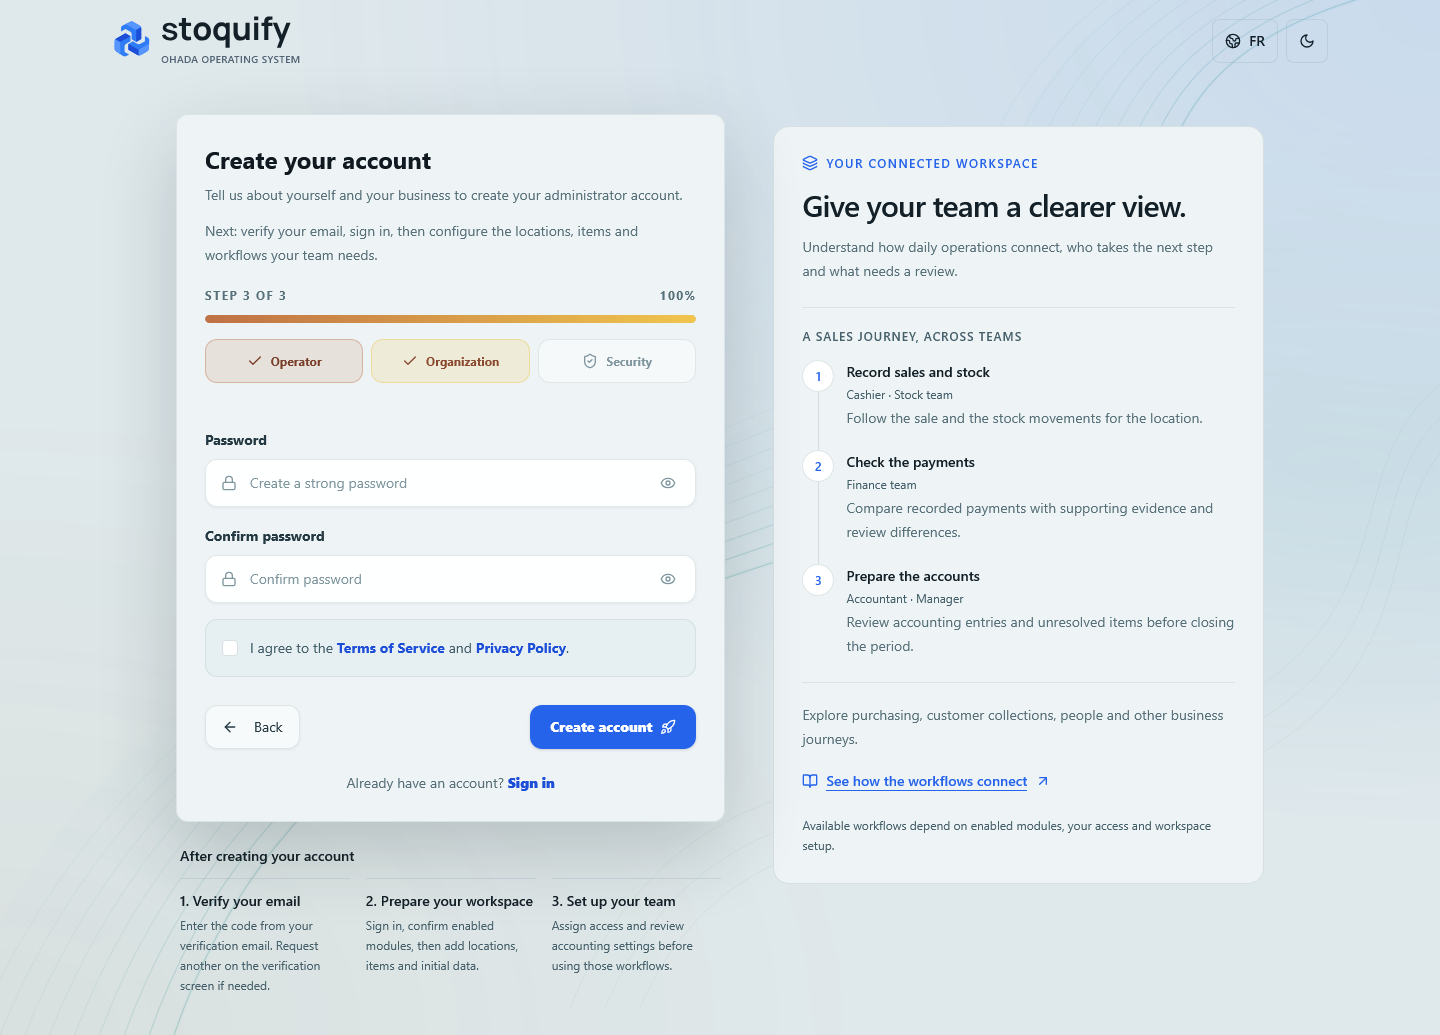 stoquify
OHADA OPERATING SYSTEM
FR
Create your account
Tell us about yourself and your business to create your administrator account.
Next: verify your email, sign in, then configure the locations, items and
workflows your team needs.
STEP 3 OF 3
100%
Operator
Organization
Security
Password
Create a strong password
Confirm password
Confirm password
I agree to the Terms of Service and Privacy Policy.
Back
Create account
Already have an account? Sign in
After creating your account
1. Verify your email
Enter the code from your
verification email. Request
another on the verification
screen if needed.
2. Prepare your workspace
Sign in, confirm enabled
modules, then add locations,
items and initial data.
3. Set up your team
Assign access and review
accounting settings before
using those workflows.
YOUR CONNECTED WORKSPACE
Give your team a clearer view.
Understand how daily operations connect, who takes the next step
and what needs a review.
A SALES JOURNEY, ACROSS TEAMS
1
Record sales and stock
Cashier · Stock team
Follow the sale and the stock movements for the location.
2
Check the payments
Finance team
Compare recorded payments with supporting evidence and
review differences.
3
Prepare the accounts
Accountant · Manager
Review accounting entries and unresolved items before closing
the period.
Explore purchasing, customer collections, people and other business
journeys.
See how the workflows connect
Available workflows depend on enabled modules, your access and workspace
setup.